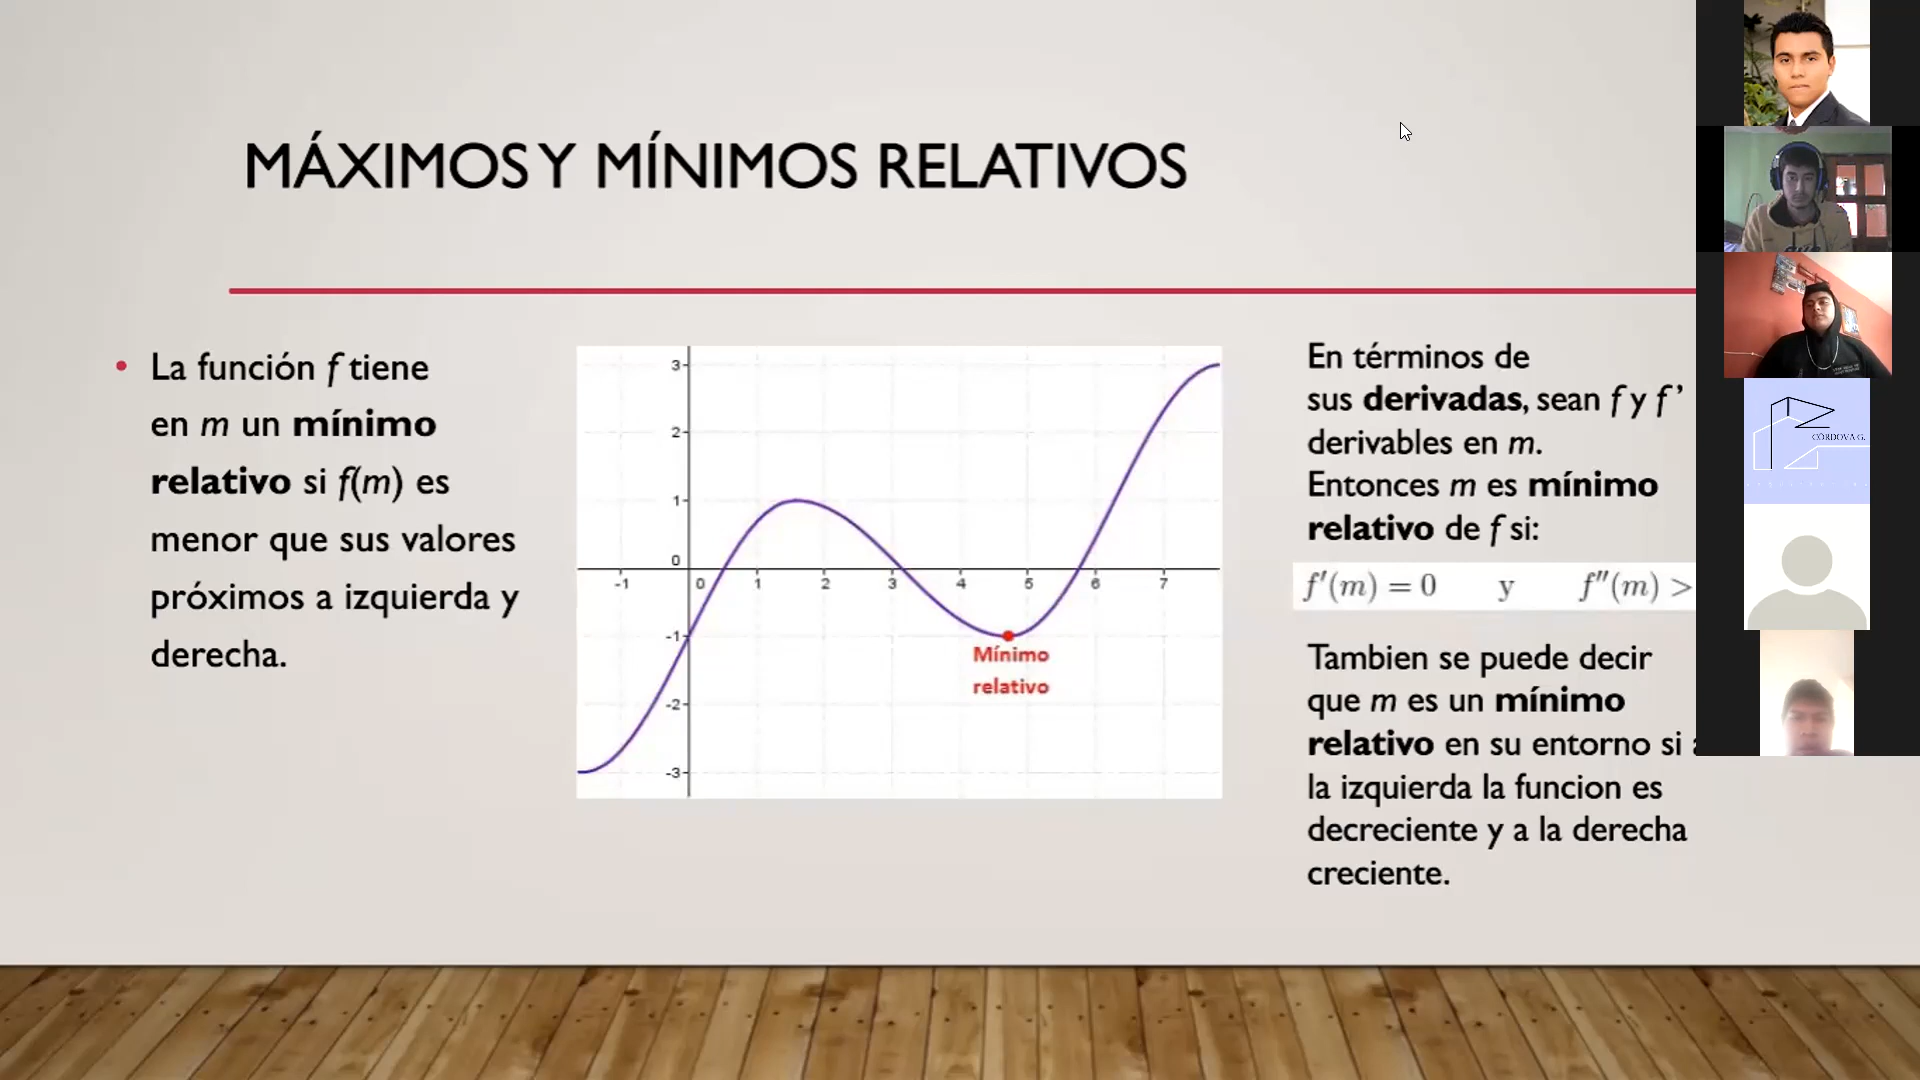 MÁXIMOS Y MÍNIMOS RELATIVOS
• La función f tiene
en m un mínimo
relativo si f(m) es
menor que sus valores
próximos a izquierda y
derecha.
3
2
1
0
-1 0 1 2 3 4 5 6 7
-1
-2
-3
Mínimo
relativo
En términos de
sus derivadas, sean f y f’
derivables en m.
Entonces m es mínimo
relativo de f si:
f′(m) = 0 y f″(m) >
Tambien se puede decir
que m es un mínimo
relativo en su entorno si
la izquierda la funcion es
decreciente y a la derecha
creciente.
CÓRDOVA G.